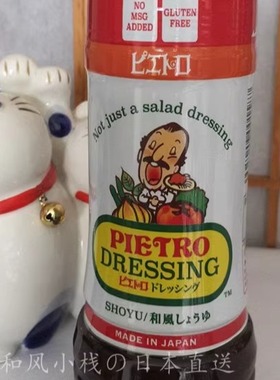 NO
MSG
ADDED
GLUTEN
FREE
ピエトロ
Not just a salad dressing
PIETRO
DRESSING
ピエトロ ドレッシング
TM
SHOYU/和風しょうゆ
MADE IN JAPAN
和风小栈の日本直送